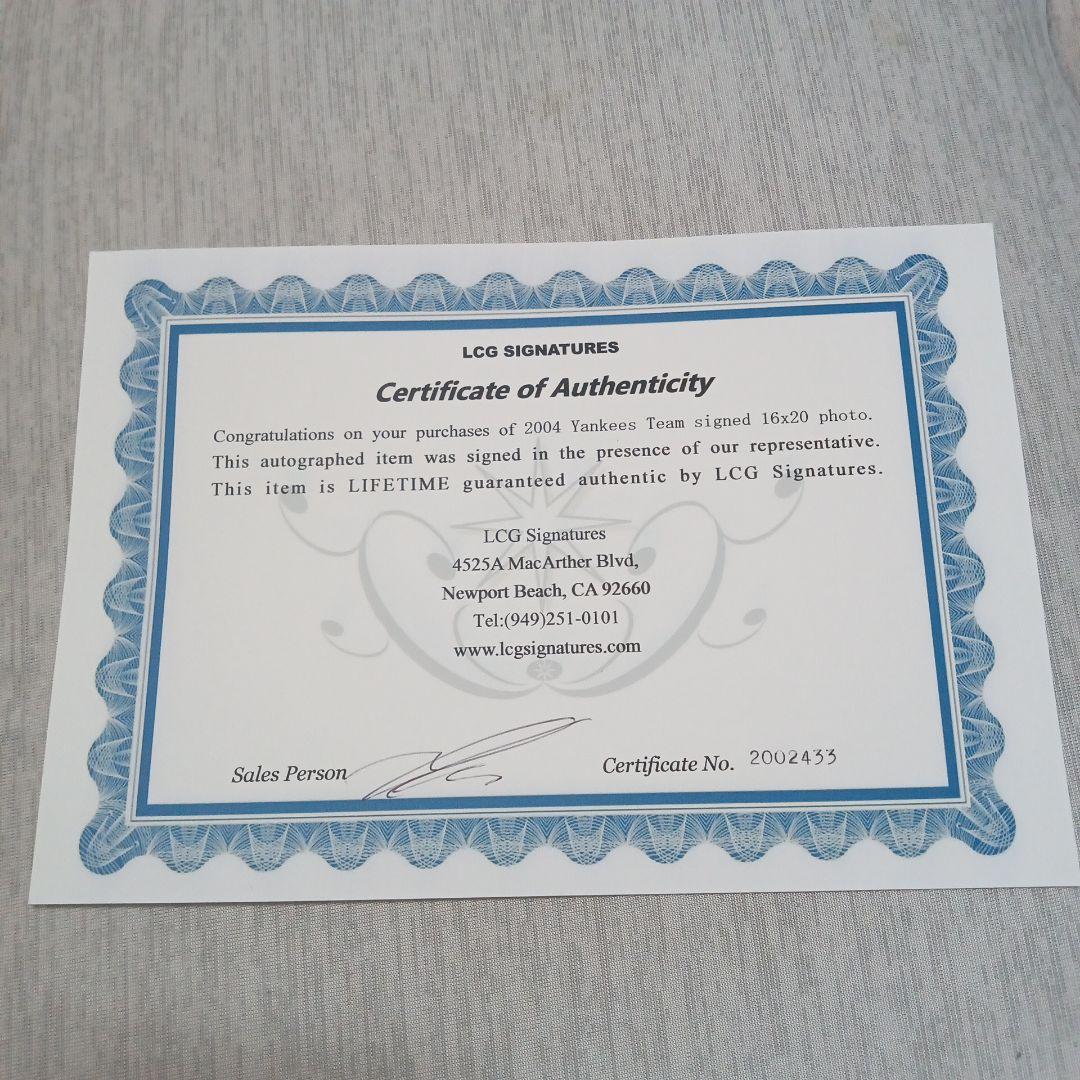 LCG SIGNATURES
Certificate of Authenticity
Congratulations on your purchases of 2004 Yankees Team signed 16x20 photo.
This autographed item was signed in the presence of our representative.
This item is LIFETIME guaranteed authentic by LCG Signatures.
LCG Signatures
4525A MacArther Blvd,
Newport Beach, CA 92660
Tel:(949)251-0101
www.lcgsignatures.com
Sales Person
Certificate No. 2002433